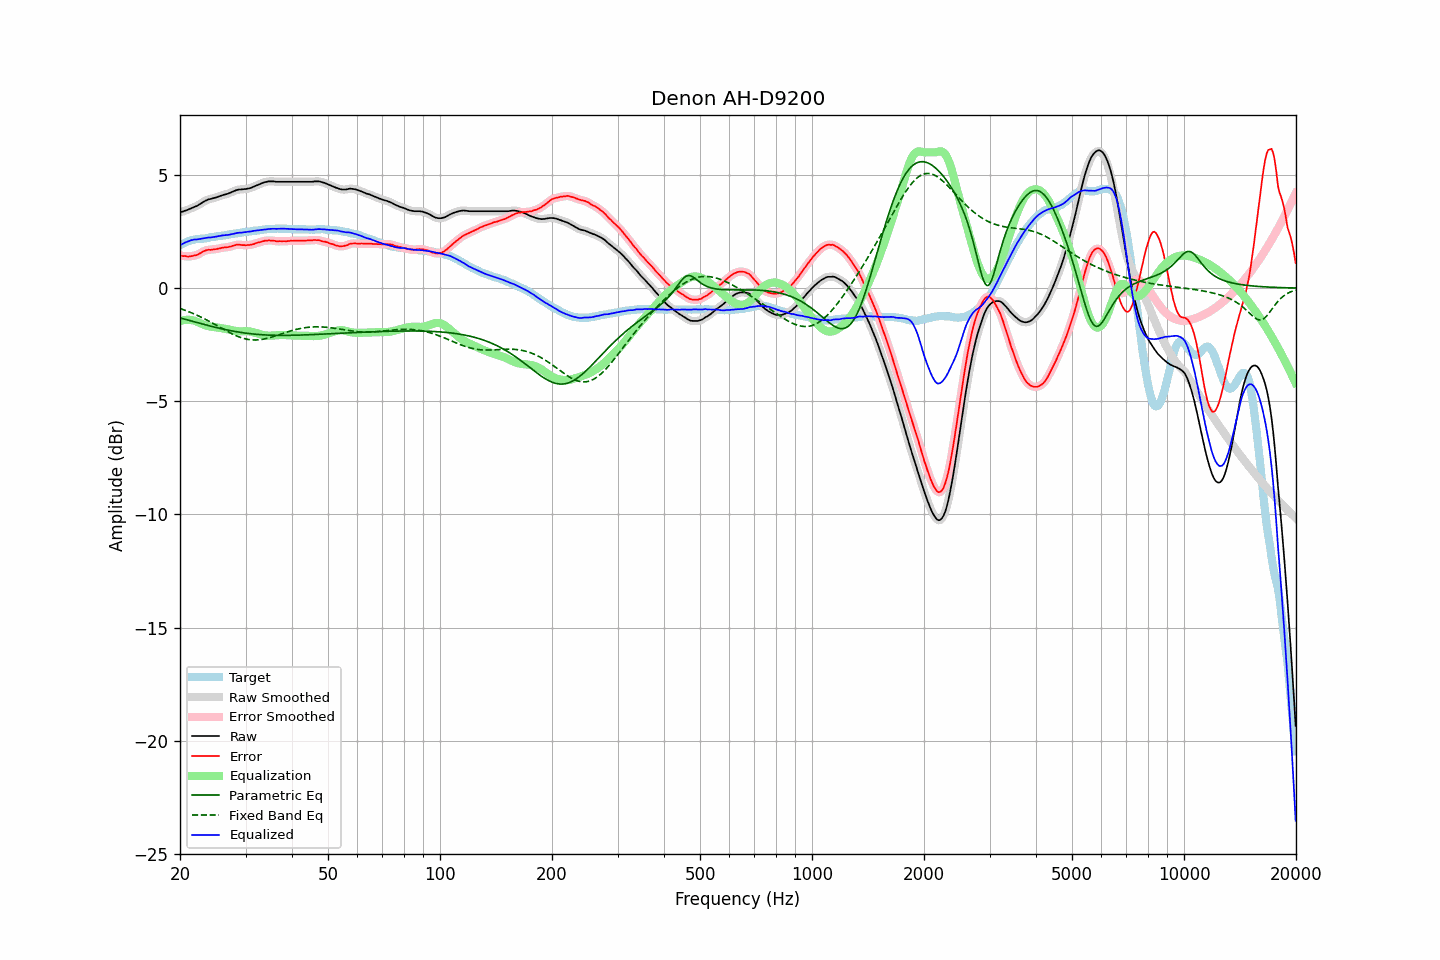 Denon AH-D9200
Amplitude (dBr)
5
0
−5
−10
−15
−20
−25
Target
Raw Smoothed
Error Smoothed
Raw
Error
Equalization
Parametric Eq
Fixed Band Eq
Equalized
20 50 100 200 500 1000 2000 5000 10000 20000
Frequency (Hz)